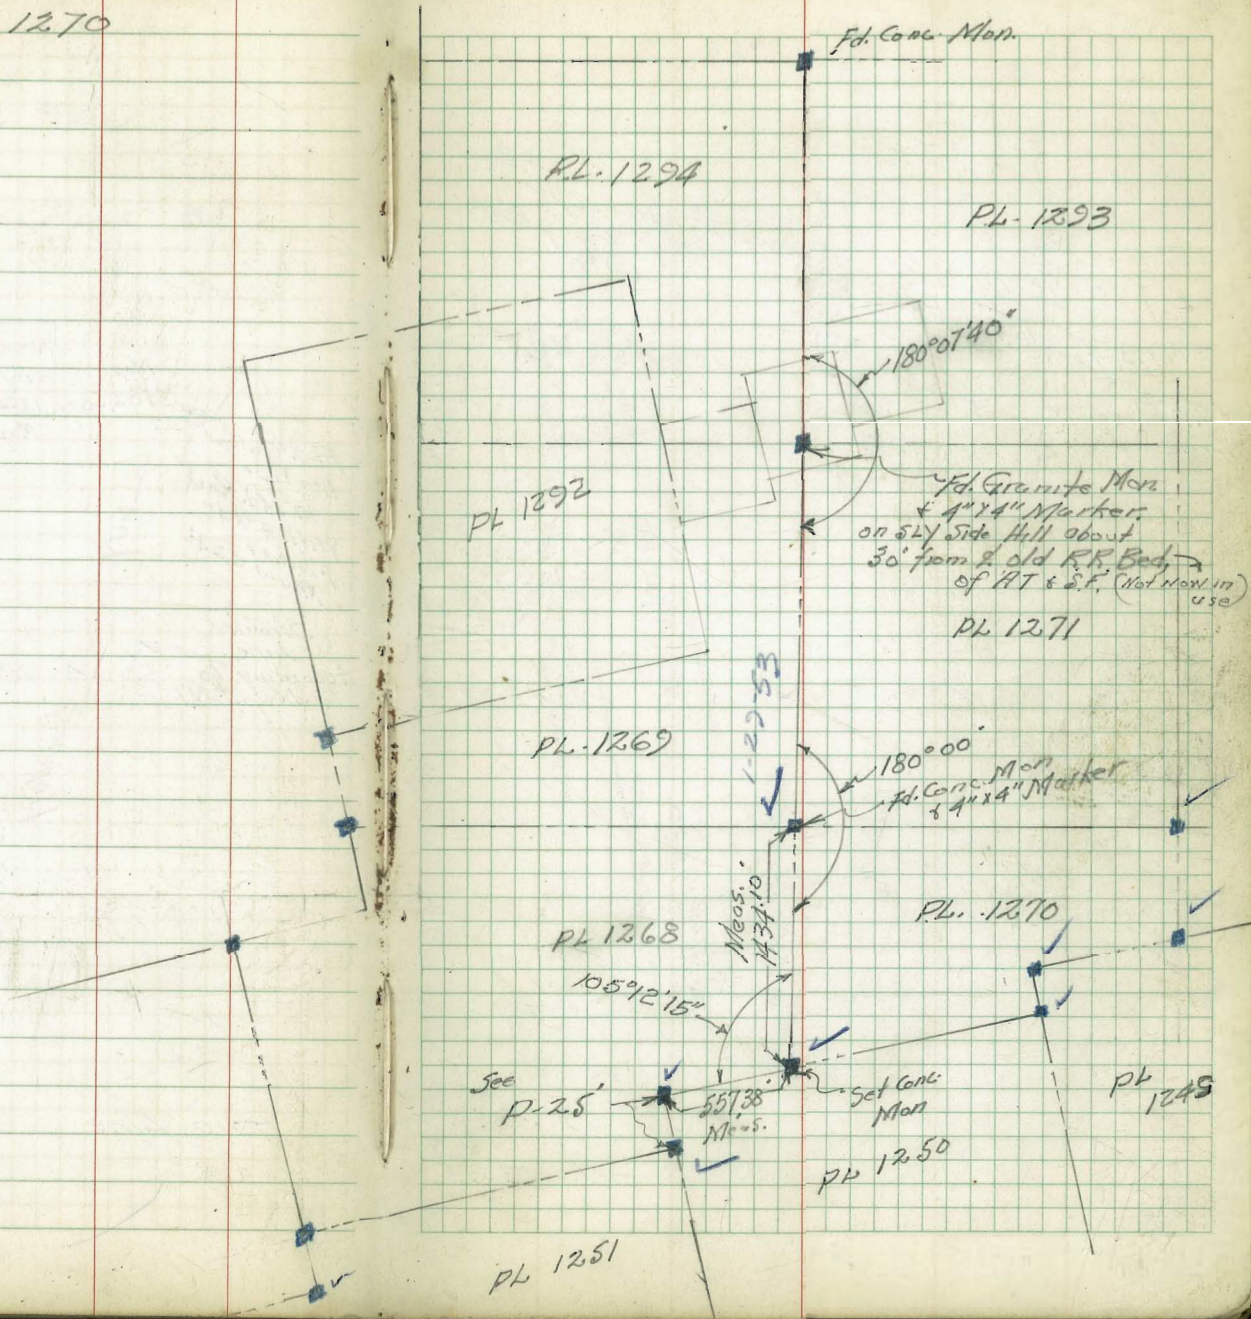 1270
Fd. Conc. Mon.
P.L. 1294
P.L. 1293
180°07'40"
PL 1292
Fd. Granite Mon
& 4"x4" Marker.
on SLY Side Hill about
30' from ℄ old RR. Bed,
of AT & S.F. (Not Now in
use)
PL 1271
1-29-53
PL. 1269
180°00'
Fd. Conc. Mon
& 4"x4" Marker
Meas.
1434.10'
PL. 1270
PL 1268
105°12'15"
See
P-25
557.38'
Meas.
Set Conc
Mon
PL
1249
PL 1250
PL 1251